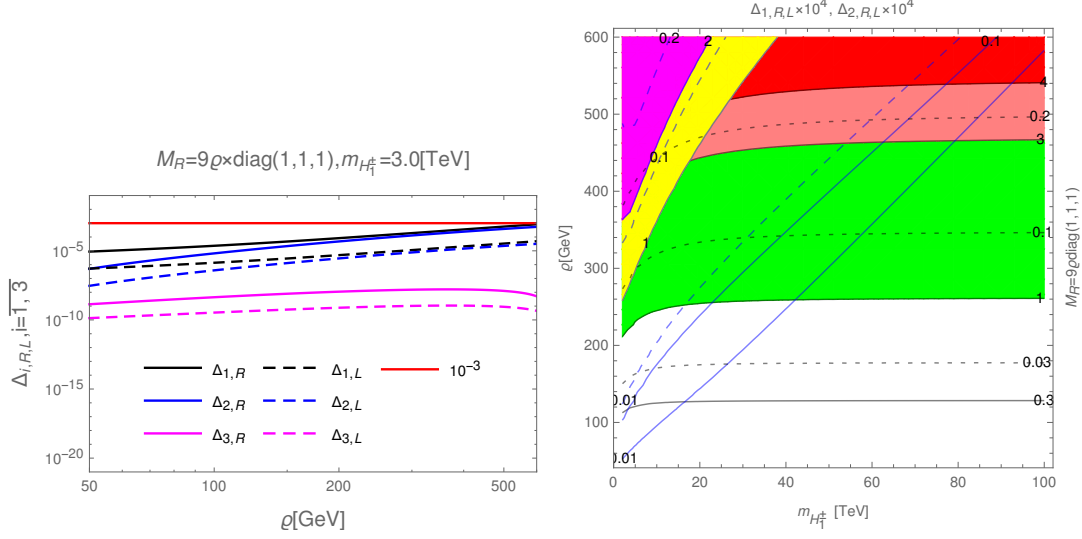 M_R=9ϱ×diag(1,1,1),m_{H_1^±}=3.0[TeV]
10^{-5}
10^{-10}
10^{-15}
10^{-20}
Δ_{i,R,L},i=\overline{1, 3}
Δ_{1,R} Δ_{1,L} 10^{-3}
Δ_{2,R} Δ_{2,L}
Δ_{3,R} Δ_{3,L}
50 100 200 500
ϱ[GeV]
Δ_{1,R,L}×10^4, Δ_{2,R,L}×10^4
600
500
400
300
200
100
ϱ[GeV]
0.2 2 0.1
4
0.2
3
0.1
1
0.1
1
0.03
0.01 0.3
0.01
0 20 40 60 80 100
m_{H_1^±} [TeV]
M_R=9ϱdiag(1,1,1)